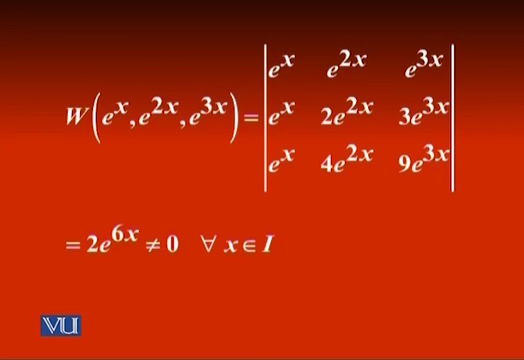 W(e^x, e^{2x}, e^{3x}) = | e^x e^{2x} e^{3x} |
| e^x 2e^{2x} 3e^{3x} |
| e^x 4e^{2x} 9e^{3x} |
= 2e^{6x} ≠ 0 ∀ x ∈ I
VU